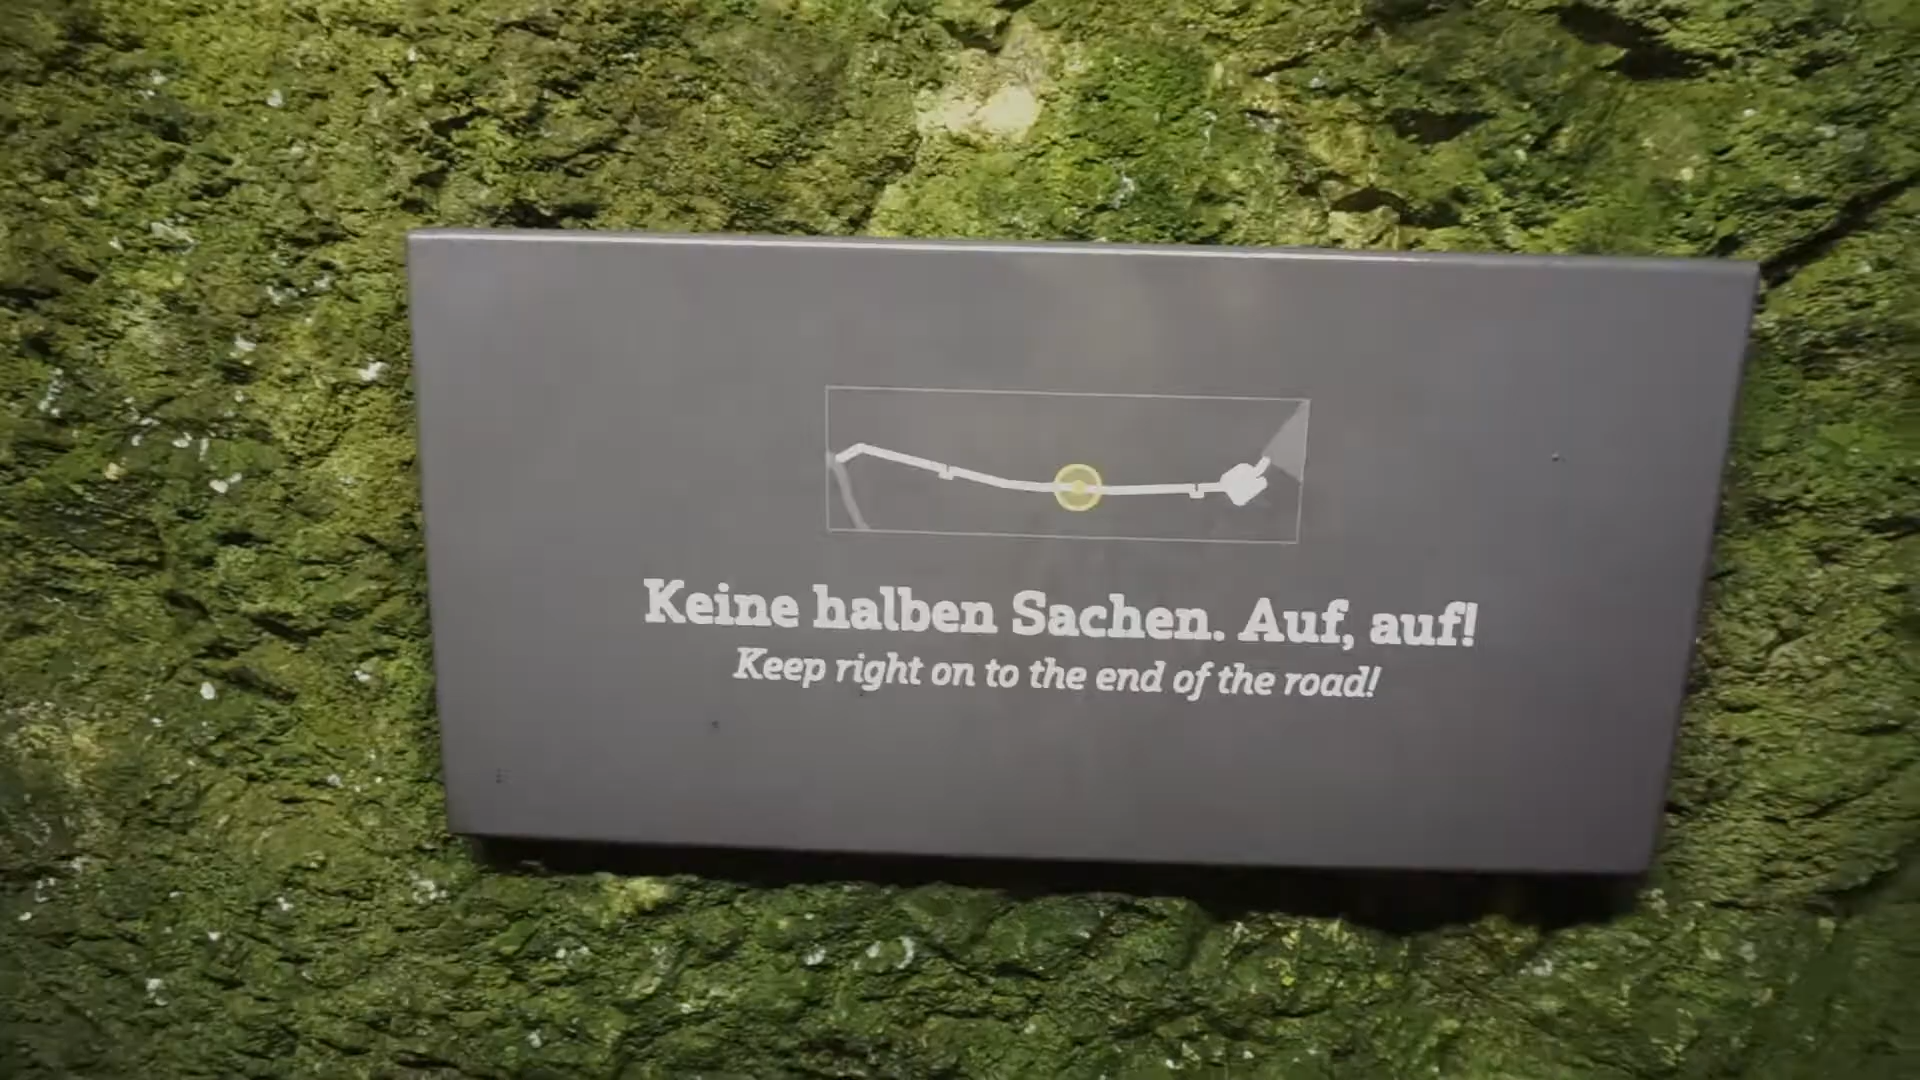 Keine halben Sachen. Auf, auf!
Keep right on to the end of the road!